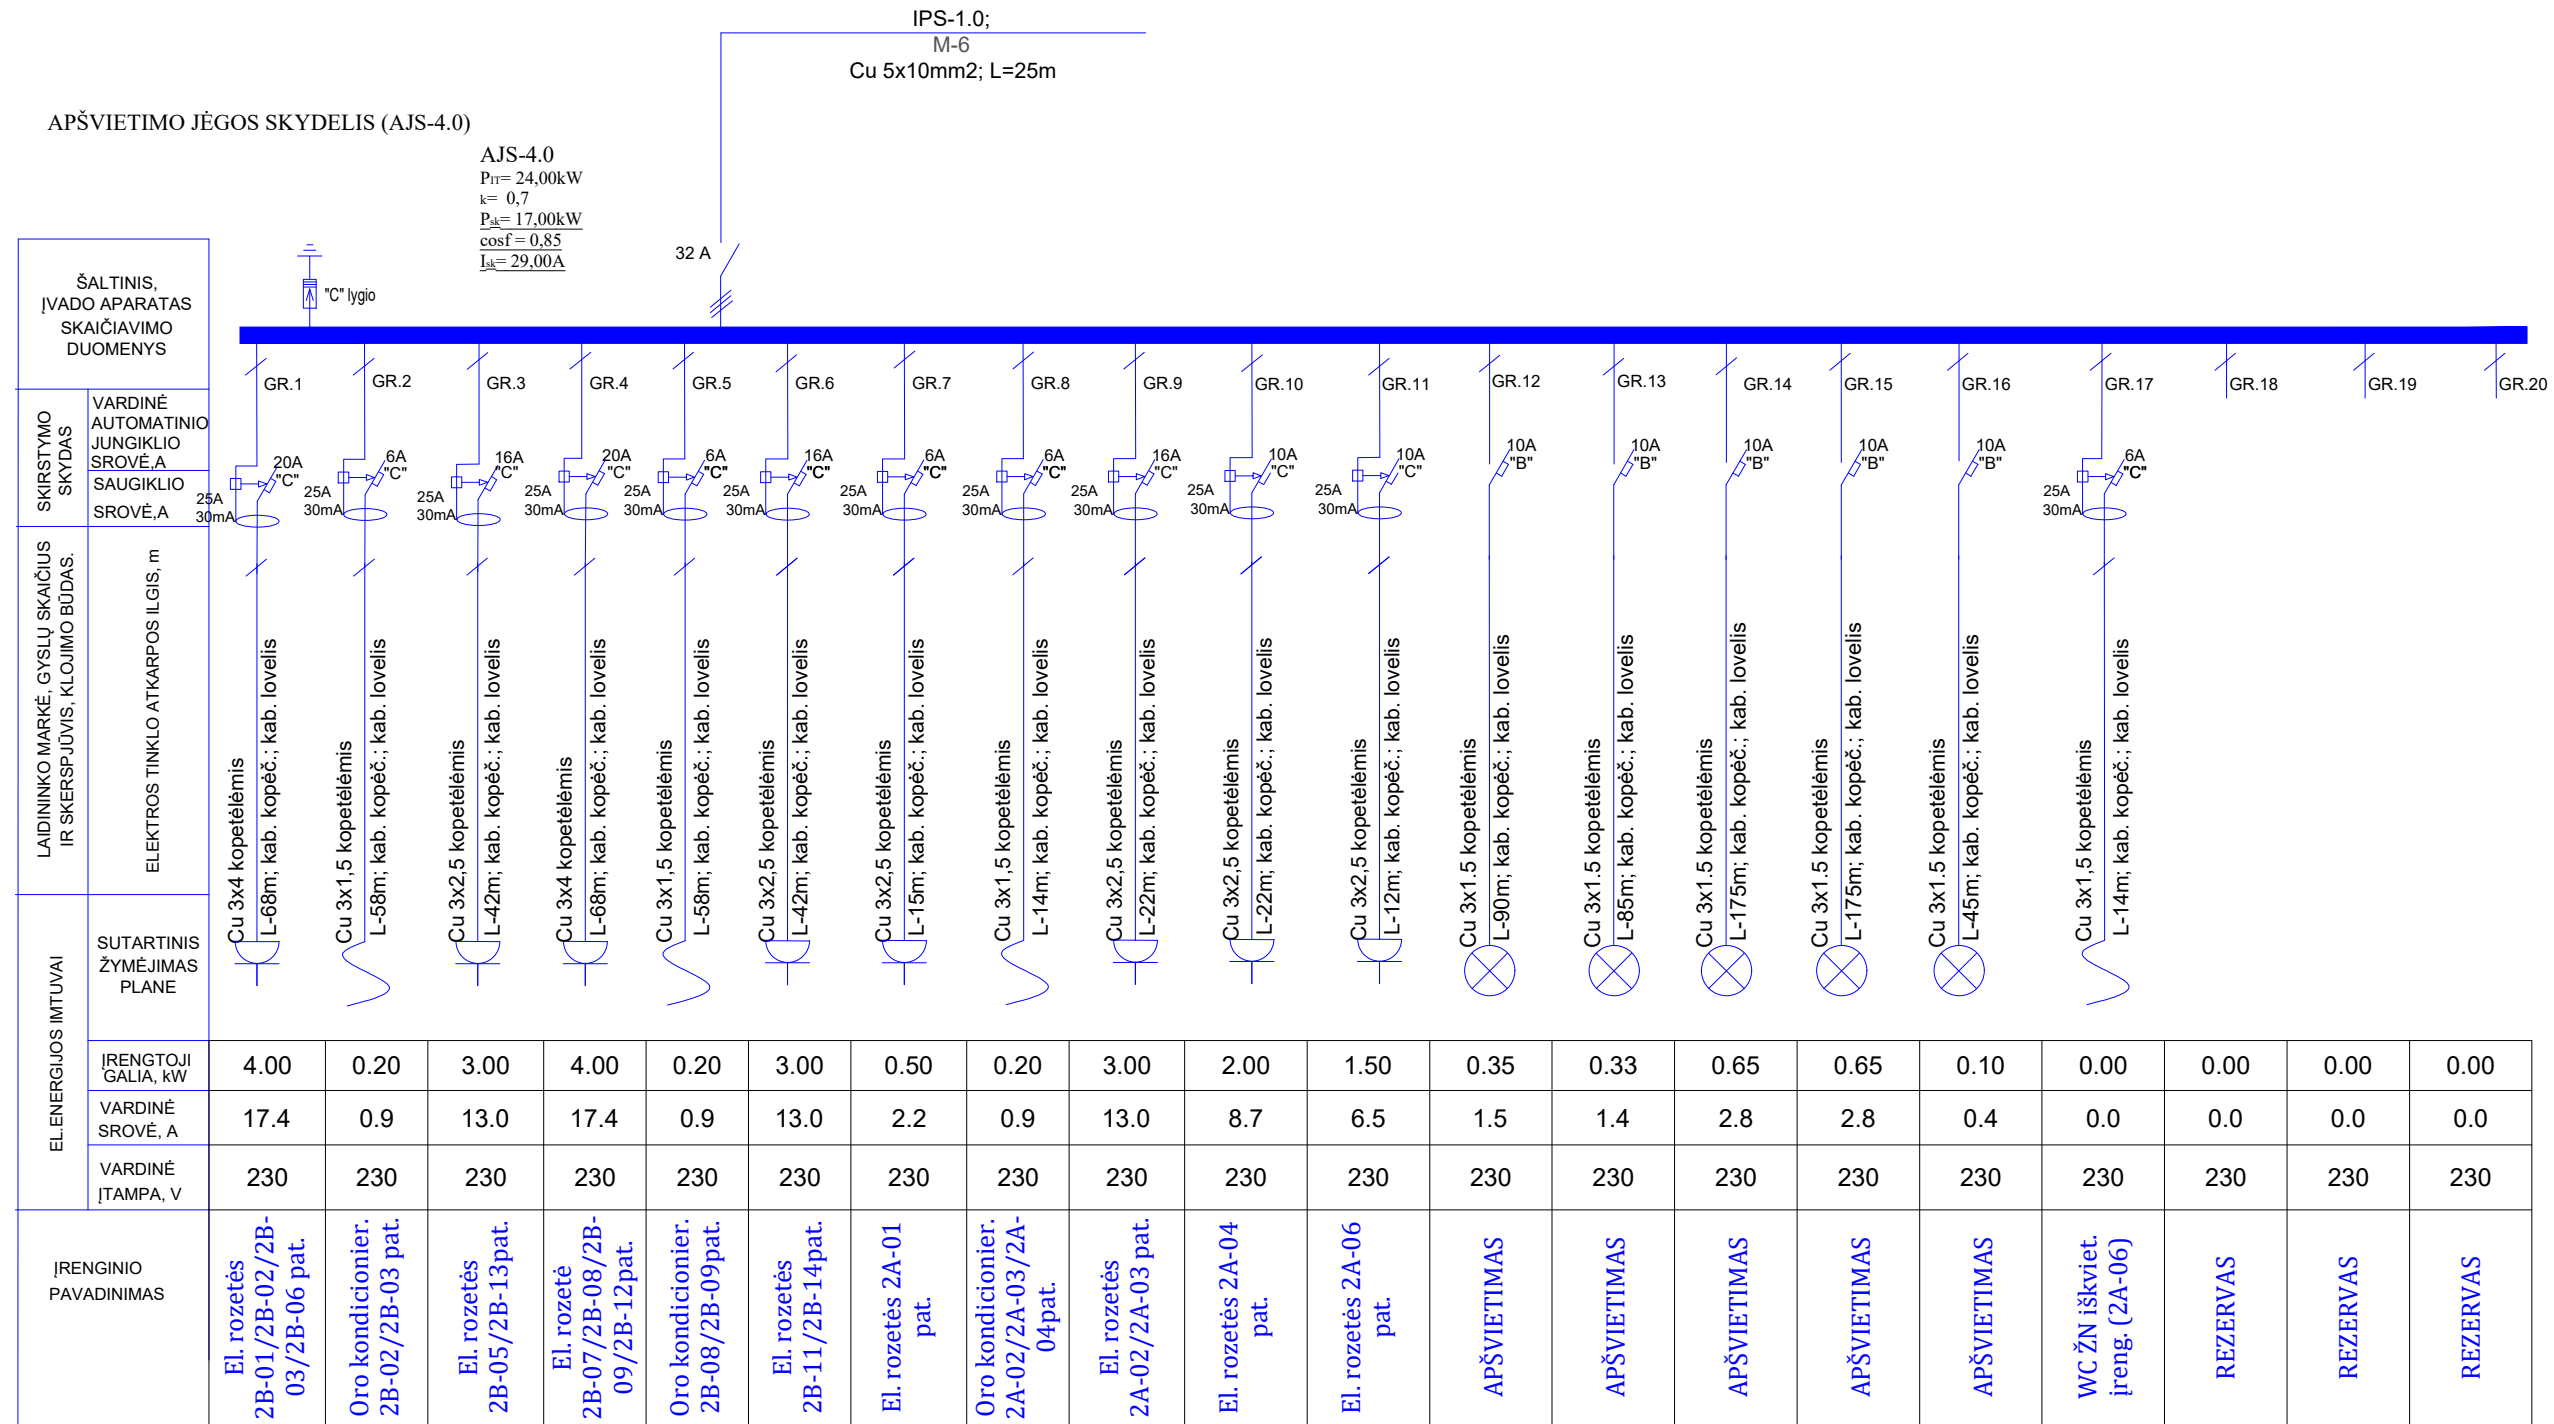 IPS-1.0;
M-6
Cu 5x10mm2; L=25m
APŠVIETIMO JĖGOS SKYDELIS (AJS-4.0)
AJS-4.0
PIT= 24,00kW
k= 0,7
Psk= 17,00kW
cosf = 0,85
Isk= 29,00A
32 A
"C" lygio
ŠALTINIS,
ĮVADO APARATAS
SKAIČIAVIMO
DUOMENYS
GR.1 GR.2 GR.3 GR.4 GR.5 GR.6 GR.7 GR.8 GR.9 GR.10 GR.11 GR.12 GR.13 GR.14 GR.15 GR.16 GR.17 GR.18 GR.19 GR.20
SKIRSTYMO
SKYDAS
VARDINĖ
AUTOMATINIO
JUNGIKLIO
SROVĖ,A
SAUGIKLIO
SROVĖ,A
20A 6A 16A 20A 6A 16A 6A 6A 16A 10A 10A 10A 10A 10A 10A 10A 6A
"C" "C" "C" "C" "C" "C" "C" "C" "C" "C" "C" "B" "B" "B" "B" "B" "C"
25A 25A 25A 25A 25A 25A 25A 25A 25A 25A 25A 25A
30mA 30mA 30mA 30mA 30mA 30mA 30mA 30mA 30mA 30mA 30mA 30mA
LAIDININKO MARKĖ, GYSLŲ SKAIČIUS
IR SKERSPJŪVIS, KLOJIMO BŪDAS.
ELEKTROS TINKLO ATKARPOS ILGIS, m
Cu 3x4 kopetėlėmis
L-68m; kab. kopėč.; kab. lovelis
Cu 3x1,5 kopetėlėmis
L-58m; kab. kopėč.; kab. lovelis
Cu 3x2,5 kopetėlėmis
L-42m; kab. kopėč.; kab. lovelis
Cu 3x4 kopetėlėmis
L-68m; kab. kopėč.; kab. lovelis
Cu 3x1,5 kopetėlėmis
L-58m; kab. kopėč.; kab. lovelis
Cu 3x2,5 kopetėlėmis
L-42m; kab. kopėč.; kab. lovelis
Cu 3x2,5 kopetėlėmis
L-15m; kab. kopėč.; kab. lovelis
Cu 3x1,5 kopetėlėmis
L-14m; kab. kopėč.; kab. lovelis
Cu 3x2,5 kopetėlėmis
L-22m; kab. kopėč.; kab. lovelis
Cu 3x2,5 kopetėlėmis
L-22m; kab. kopėč.; kab. lovelis
Cu 3x2,5 kopetėlėmis
L-12m; kab. kopėč.; kab. lovelis
Cu 3x1.5 kopetėlėmis
L-90m; kab. kopėč.; kab. lovelis
Cu 3x1.5 kopetėlėmis
L-85m; kab. kopėč.; kab. lovelis
Cu 3x1.5 kopetėlėmis
L-175m; kab. kopėč.; kab. lovelis
Cu 3x1.5 kopetėlėmis
L-175m; kab. kopėč.; kab. lovelis
Cu 3x1.5 kopetėlėmis
L-45m; kab. kopėč.; kab. lovelis
Cu 3x1,5 kopetėlėmis
L-14m; kab. kopėč.; kab. lovelis
EL.ENERGIJOS IMTUVAI
SUTARTINIS
ŽYMĖJIMAS
PLANE
ĮRENGTOJI
GALIA, kW
4.00 0.20 3.00 4.00 0.20 3.00 0.50 0.20 3.00 2.00 1.50 0.35 0.33 0.65 0.65 0.10 0.00 0.00 0.00 0.00
VARDINĖ
SROVĖ, A
17.4 0.9 13.0 17.4 0.9 13.0 2.2 0.9 13.0 8.7 6.5 1.5 1.4 2.8 2.8 0.4 0.0 0.0 0.0 0.0
VARDINĖ
ĮTAMPA, V
230 230 230 230 230 230 230 230 230 230 230 230 230 230 230 230 230 230 230 230
ĮRENGINIO
PAVADINIMAS
El. rozetės
2B-01/2B-02/2B-
03/2B-06 pat.
Oro kondicionier.
2B-02/2B-03 pat.
El. rozetės
2B-05/2B-13pat.
El. rozetė
2B-07/2B-08/2B-
09/2B-12pat.
Oro kondicionier.
2B-08/2B-09pat.
El. rozetės
2B-11/2B-14pat.
El. rozetės 2A-01
pat.
Oro kondicionier.
2A-02/2A-03/2A-
04pat.
El. rozetės
2A-02/2A-03 pat.
El. rozetės 2A-04
pat.
El. rozetės 2A-06
pat.
APŠVIETIMAS
APŠVIETIMAS
APŠVIETIMAS
APŠVIETIMAS
APŠVIETIMAS
WC ŽN iškviet.
įreng. (2A-06)
REZERVAS
REZERVAS
REZERVAS